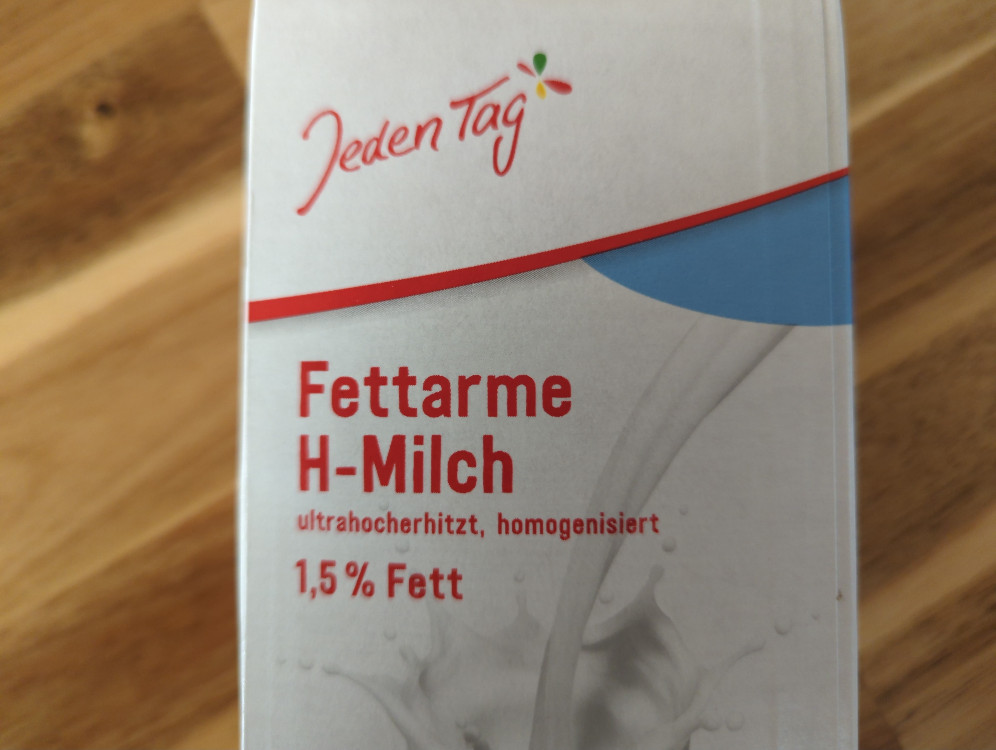 Jeden Tag
Fettarme
H-Milch
ultrahocherhitzt, homogenisiert
1,5 % Fett